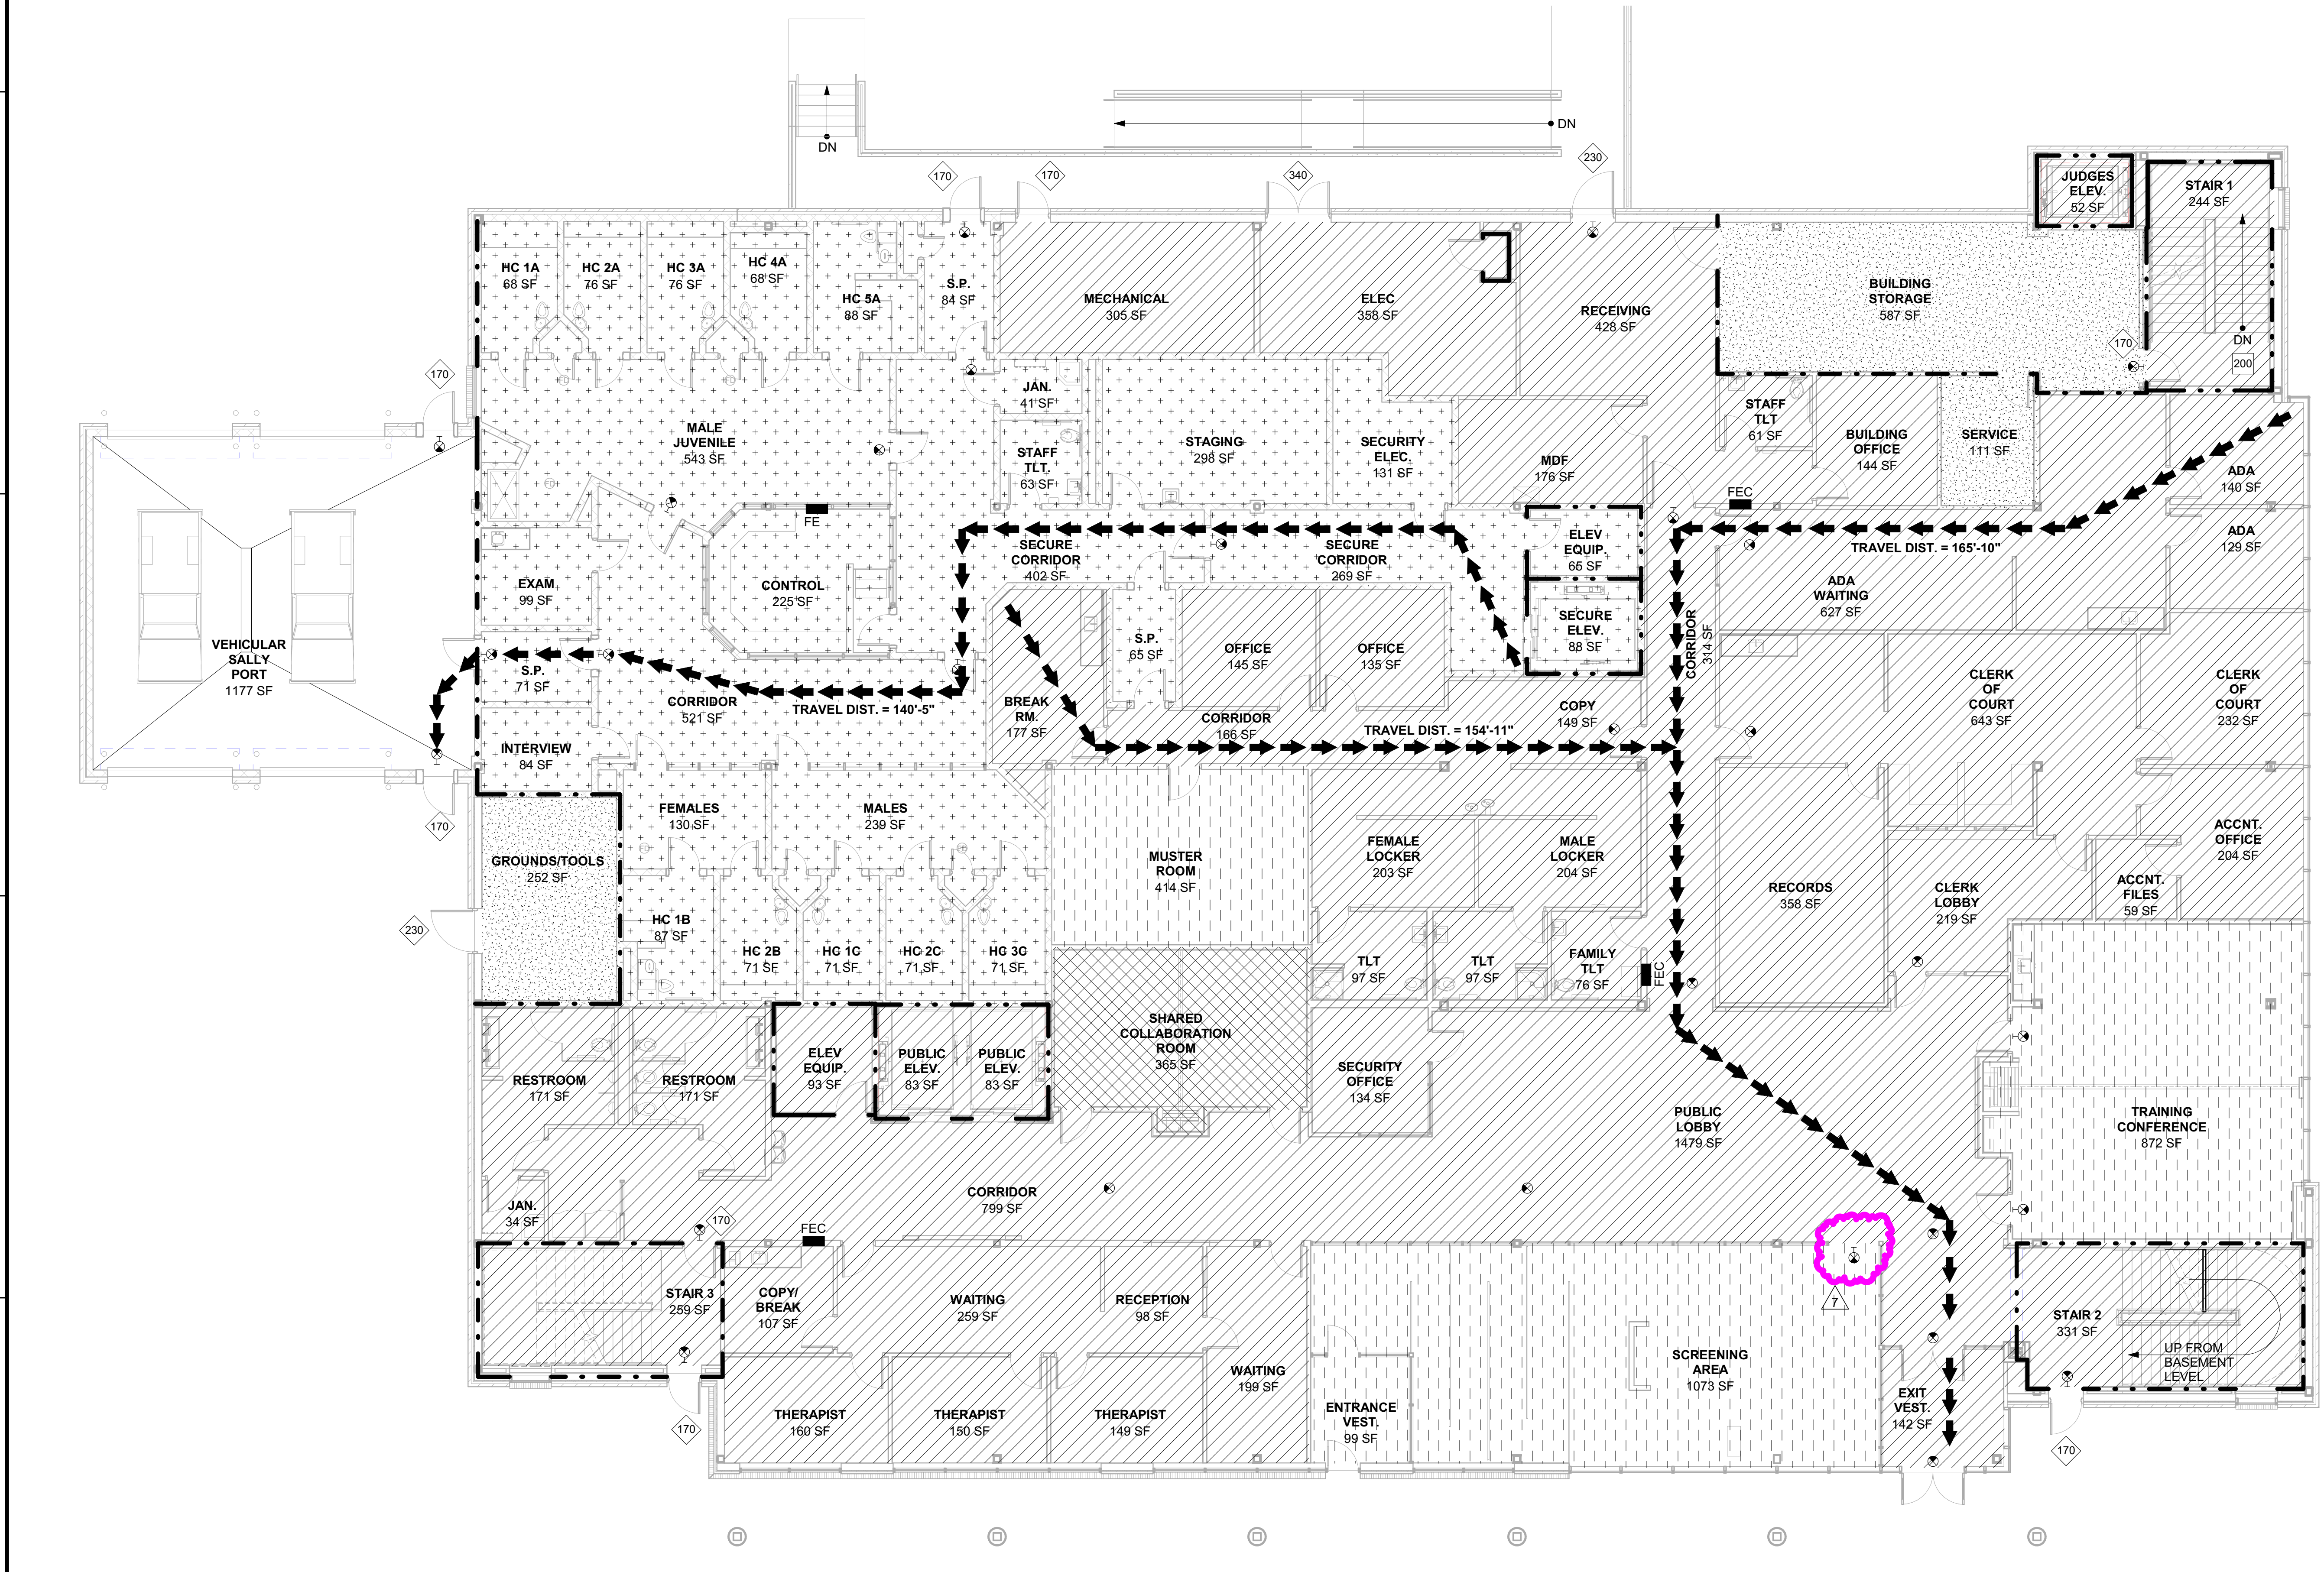 DN
DN
170
170
340
230
JUDGES
ELEV.
52 SF
STAIR 1
244 SF
HC 1A
68 SF
HC 2A
76 SF
HC 3A
76 SF
HC 4A
68 SF
HC 5A
88 SF
S.P.
84 SF
MECHANICAL
305 SF
ELEC
358 SF
RECEIVING
428 SF
BUILDING
STORAGE
587 SF
170
DN
200
170
JAN.
41 SF
MALE
JUVENILE
543 SF
STAFF
TLT.
63 SF
STAGING
298 SF
SECURITY
ELEC.
131 SF
MDF
176 SF
STAFF
TLT
61 SF
BUILDING
OFFICE
144 SF
SERVICE
111 SF
ADA
140 SF
FEC
FE
SECURE
CORRIDOR
402 SF
SECURE
CORRIDOR
269 SF
ELEV
EQUIP.
65 SF
TRAVEL DIST. = 165'-10"
ADA
129 SF
EXAM
99 SF
CONTROL
225 SF
ADA
WAITING
627 SF
VEHICULAR
SALLY
PORT
1177 SF
S.P.
71 SF
S.P.
65 SF
OFFICE
145 SF
OFFICE
135 SF
SECURE
ELEV.
88 SF
CORRIDOR
314 SF
CORRIDOR
521 SF
TRAVEL DIST. = 140'-5"
BREAK
RM.
177 SF
CORRIDOR
166 SF
TRAVEL DIST. = 154'-11"
COPY
149 SF
CLERK
OF
COURT
643 SF
CLERK
OF
COURT
232 SF
INTERVIEW
84 SF
170
FEMALES
130 SF
MALES
239 SF
GROUNDS/TOOLS
252 SF
MUSTER
ROOM
414 SF
FEMALE
LOCKER
203 SF
MALE
LOCKER
204 SF
RECORDS
358 SF
CLERK
LOBBY
219 SF
ACCNT.
FILES
59 SF
ACCNT.
OFFICE
204 SF
230
HC 1B
87 SF
HC 2B
71 SF
HC 1C
71 SF
HC 2C
71 SF
HC 3C
71 SF
TLT
97 SF
TLT
97 SF
FAMILY
TLT
76 SF
FEC
RESTROOM
171 SF
RESTROOM
171 SF
ELEV
EQUIP.
93 SF
PUBLIC
ELEV.
83 SF
PUBLIC
ELEV.
83 SF
SHARED
COLLABORATION
ROOM
365 SF
SECURITY
OFFICE
134 SF
PUBLIC
LOBBY
1479 SF
TRAINING
CONFERENCE
872 SF
JAN.
34 SF
170
FEC
CORRIDOR
799 SF
STAIR 3
259 SF
COPY/
BREAK
107 SF
WAITING
259 SF
RECEPTION
98 SF
7
STAIR 2
331 SF
UP FROM
BASEMENT
LEVEL
WAITING
199 SF
SCREENING
AREA
1073 SF
170
THERAPIST
160 SF
THERAPIST
150 SF
THERAPIST
149 SF
ENTRANCE
VEST.
99 SF
EXIT
VEST.
142 SF
170